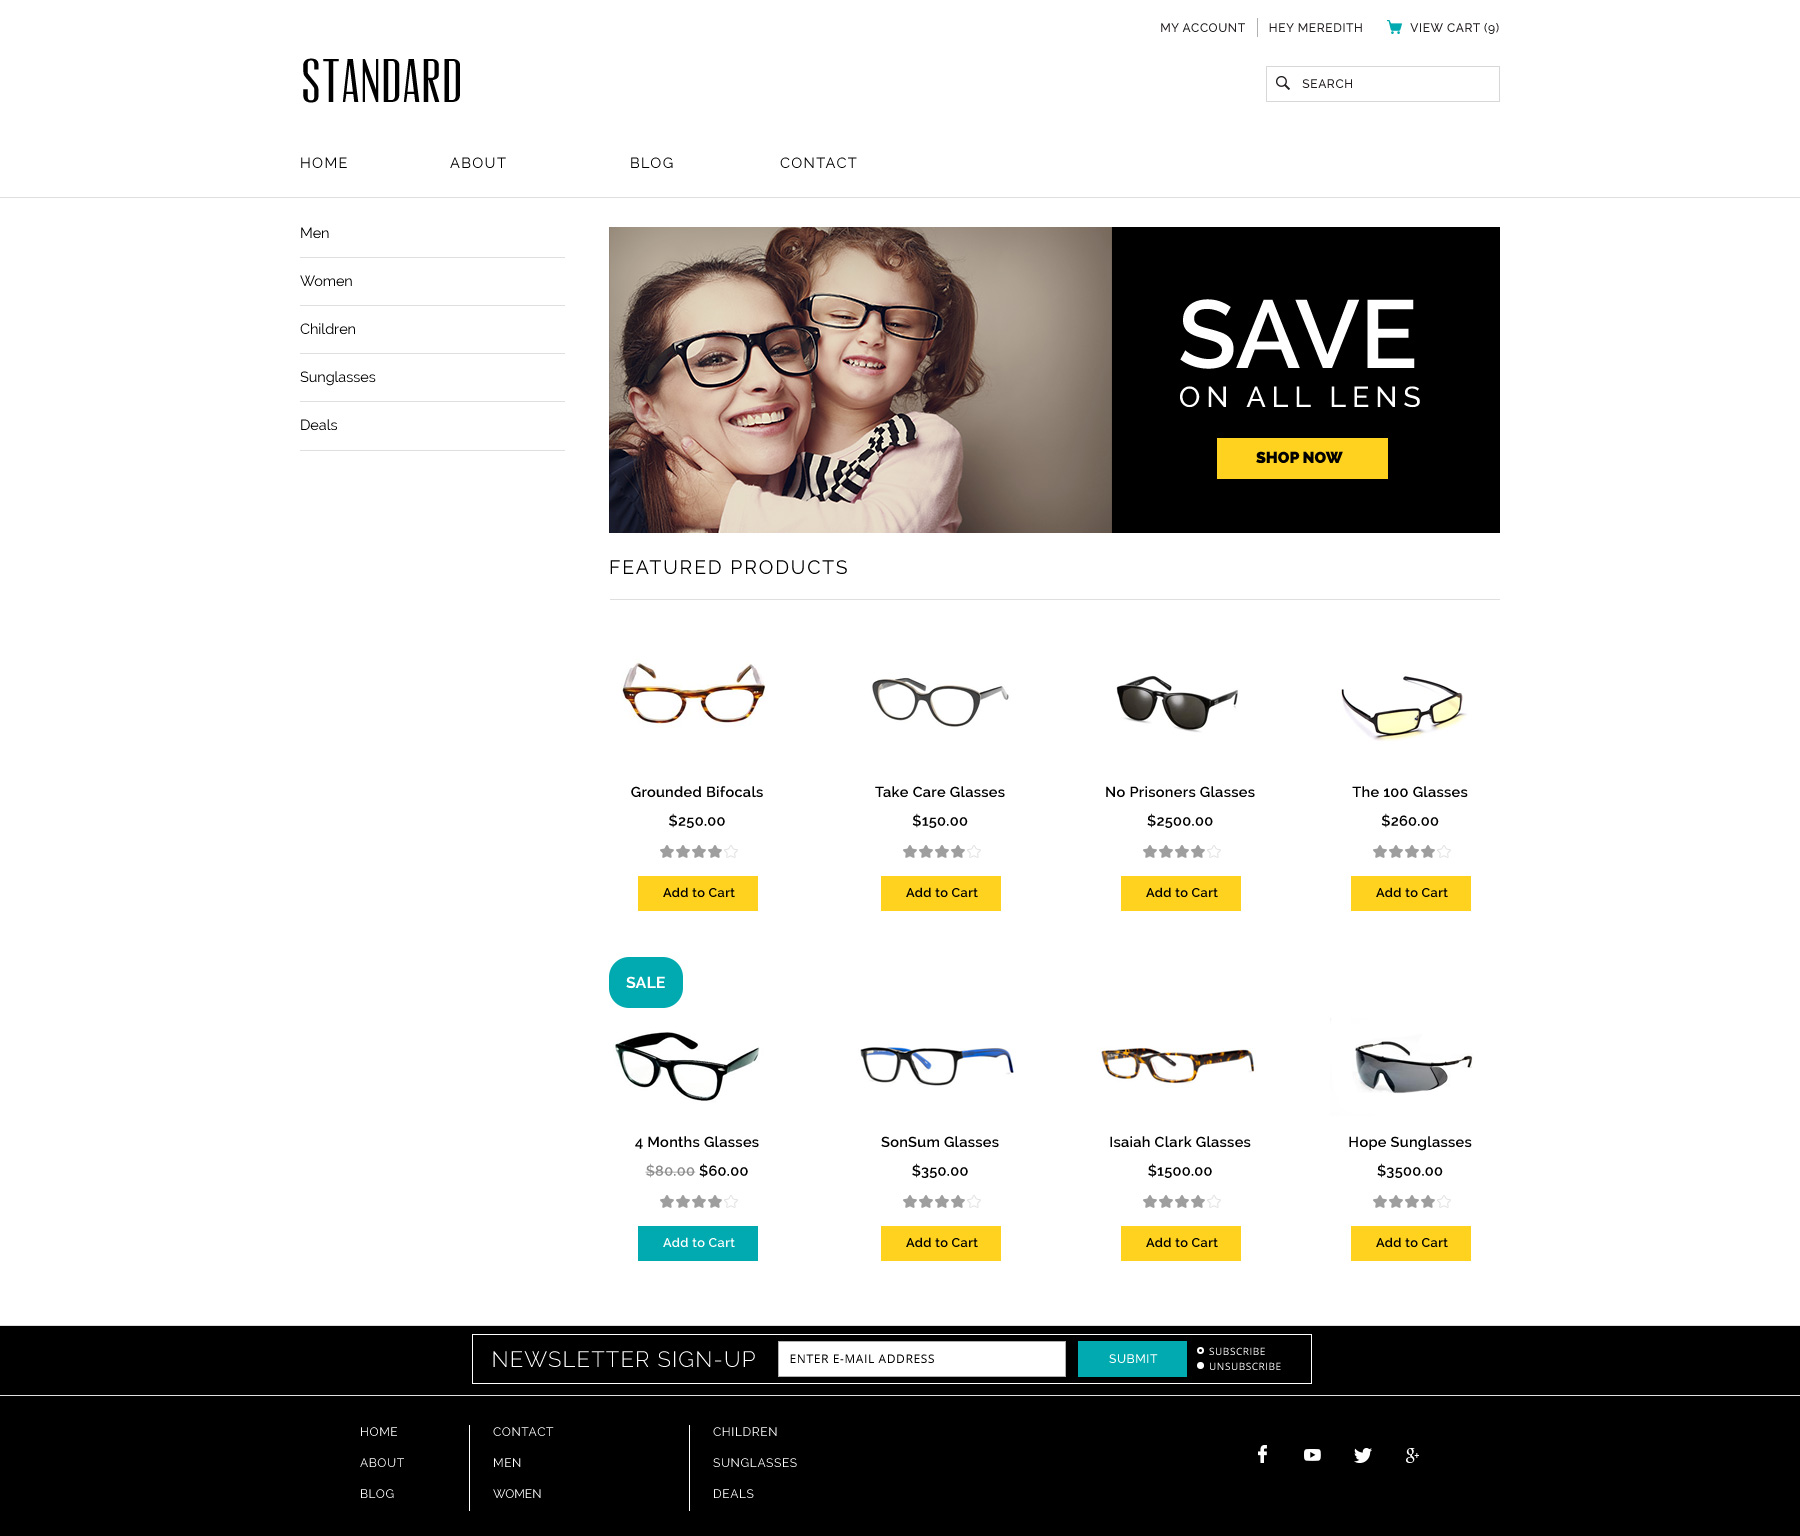 MY ACCOUNT
HEY MEREDITH
VIEW CART (9)
STANDARD
SEARCH
HOME ABOUT BLOG CONTACT
Men
Women
Children
Sunglasses
Deals
SAVE
ON ALL LENS
SHOP NOW
FEATURED PRODUCTS
Grounded Bifocals
$250.00
Add to Cart
Take Care Glasses
$150.00
Add to Cart
No Prisoners Glasses
$2500.00
Add to Cart
The 100 Glasses
$260.00
Add to Cart
SALE
4 Months Glasses
$80.00 $60.00
Add to Cart
SonSum Glasses
$350.00
Add to Cart
Isaiah Clark Glasses
$1500.00
Add to Cart
Hope Sunglasses
$3500.00
Add to Cart
NEWSLETTER SIGN-UP
ENTER E-MAIL ADDRESS
SUBMIT
SUBSCRIBE
UNSUBSCRIBE
HOME
ABOUT
BLOG
CONTACT
MEN
WOMEN
CHILDREN
SUNGLASSES
DEALS